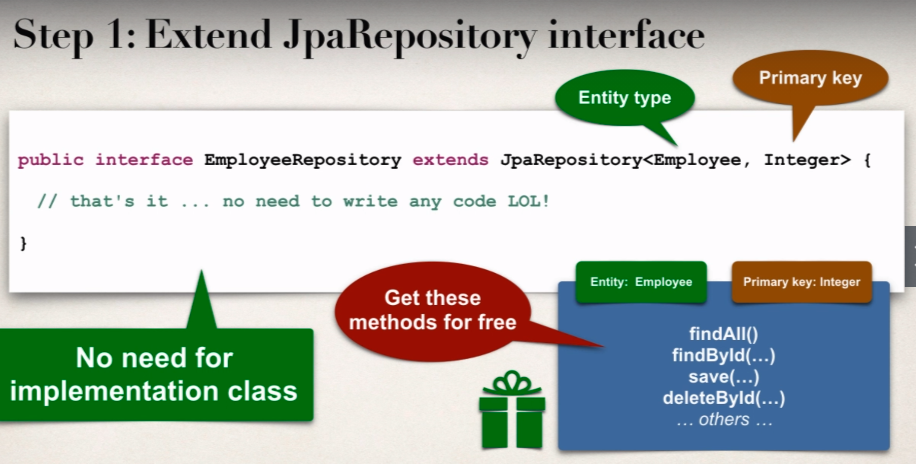 Step 1: Extend JpaRepository interface
Entity type
Primary key
public interface EmployeeRepository extends JpaRepository<Employee, Integer> {
// that's it ... no need to write any code LOL!
}
No need for
implementation class
Get these
methods for free
Entity: Employee
Primary key: Integer
findAll()
findById(…)
save(…)
deleteById(…)
… others …